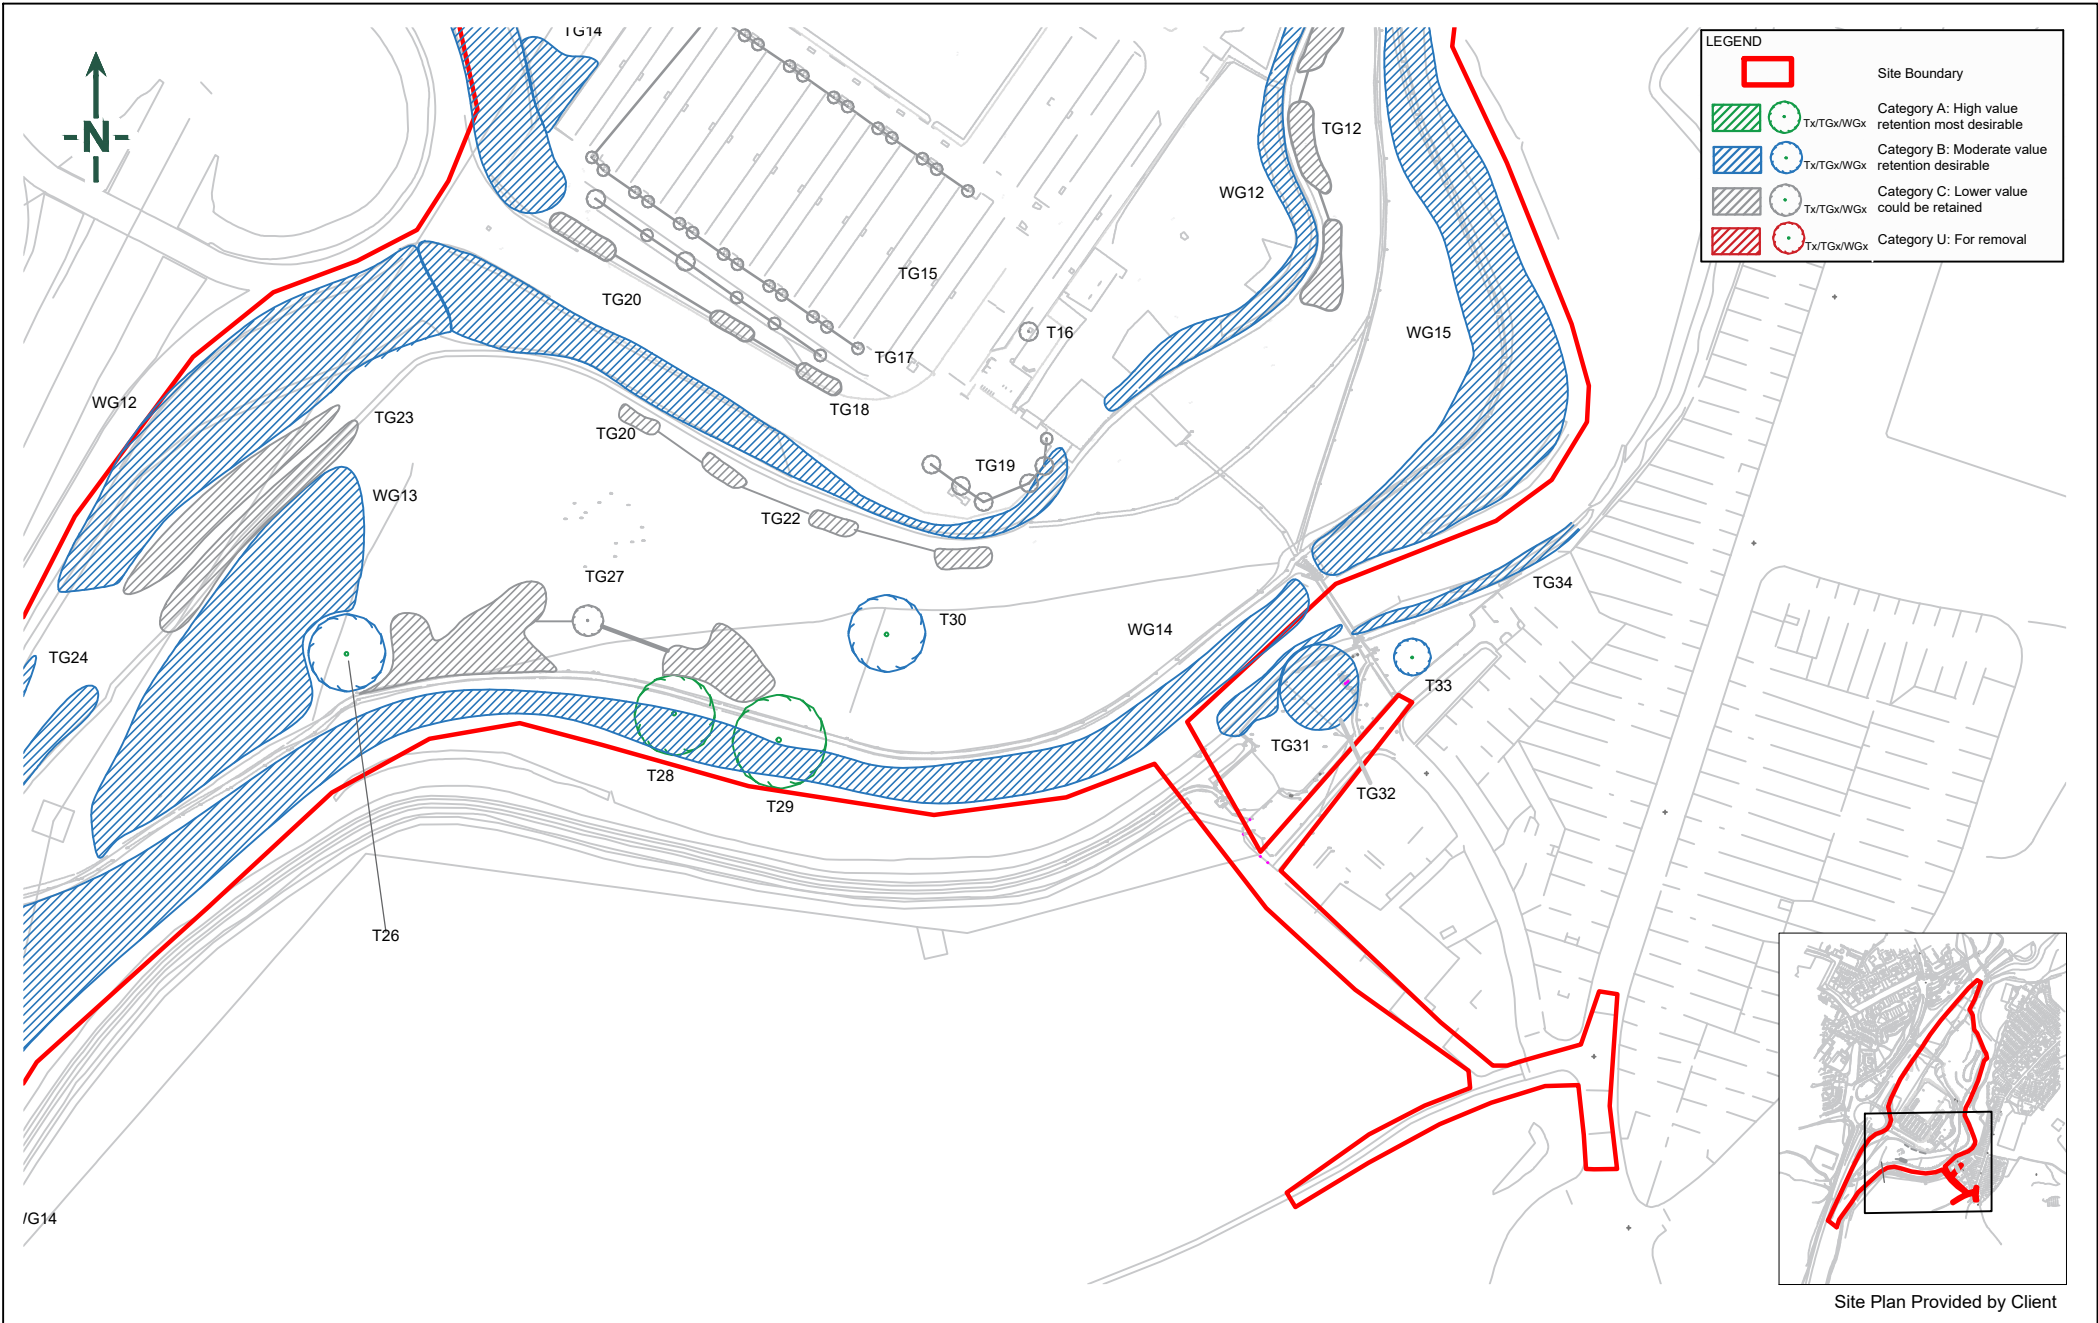 TG14
LEGEND
Site Boundary
Tx/TGx/WGx
Category A: High value
retention most desirable
Tx/TGx/WGx
Category B: Moderate value
retention desirable
Tx/TGx/WGx
Category C: Lower value
could be retained
Tx/TGx/WGx
Category U: For removal
N
TG12
WG12
TG15
TG20
T16
WG15
TG17
WG12
TG18
TG23
TG20
TG19
WG13
TG22
TG27
TG34
T30
WG14
TG24
T33
TG31
T28
T29
TG32
T26
/G14
Site Plan Provided by Client